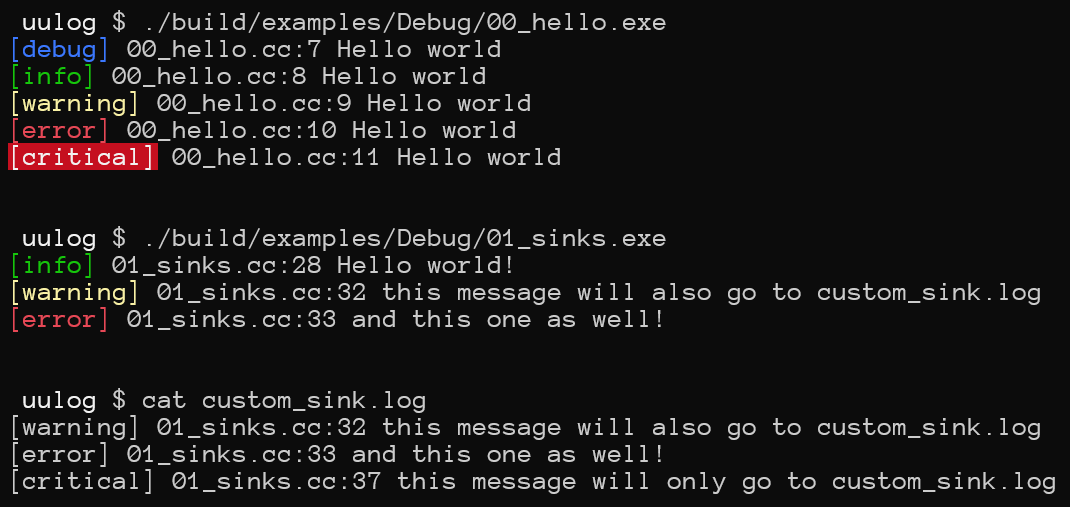 uulog $ ./build/examples/Debug/00_hello.exe
[debug] 00_hello.cc:7 Hello world
[info] 00_hello.cc:8 Hello world
[warning] 00_hello.cc:9 Hello world
[error] 00_hello.cc:10 Hello world
[critical] 00_hello.cc:11 Hello world
uulog $ ./build/examples/Debug/01_sinks.exe
[info] 01_sinks.cc:28 Hello world!
[warning] 01_sinks.cc:32 this message will also go to custom_sink.log
[error] 01_sinks.cc:33 and this one as well!
uulog $ cat custom_sink.log
[warning] 01_sinks.cc:32 this message will also go to custom_sink.log
[error] 01_sinks.cc:33 and this one as well!
[critical] 01_sinks.cc:37 this message will only go to custom_sink.log